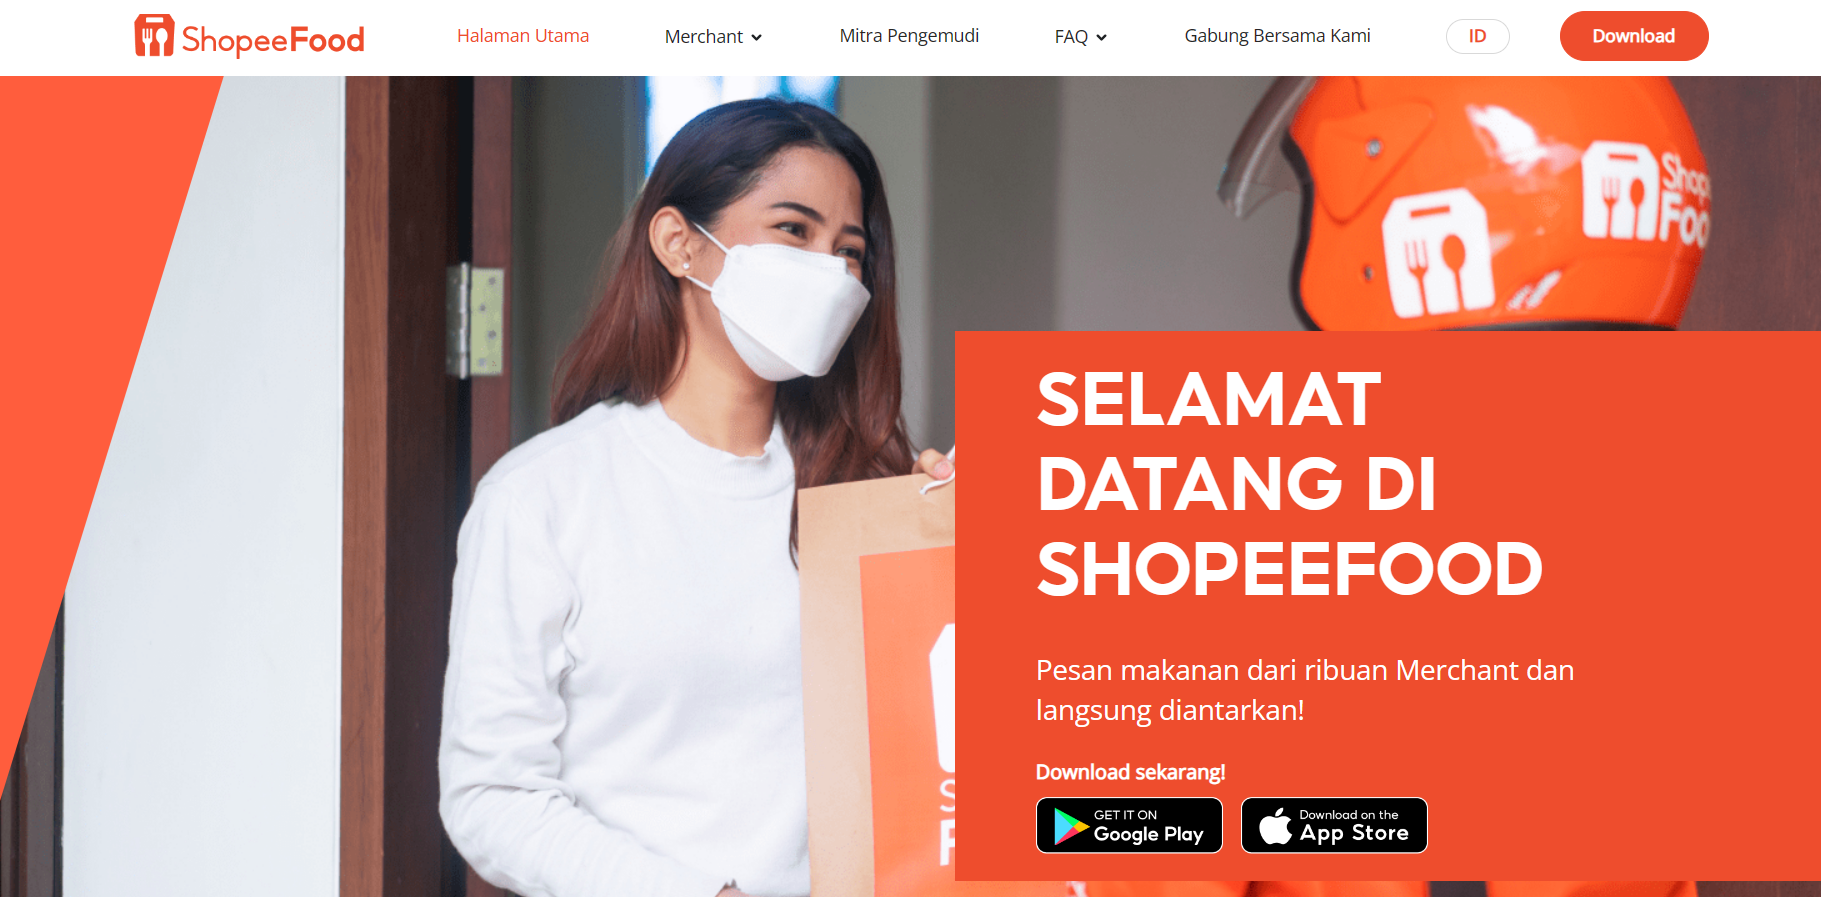 ShopeeFood
Halaman Utama
Merchant
Mitra Pengemudi
FAQ
Gabung Bersama Kami
ID
Download
SELAMAT
DATANG DI
SHOPEEFOOD
Pesan makanan dari ribuan Merchant dan
langsung diantarkan!
Download sekarang!
GET IT ON
Google Play
Download on the
App Store